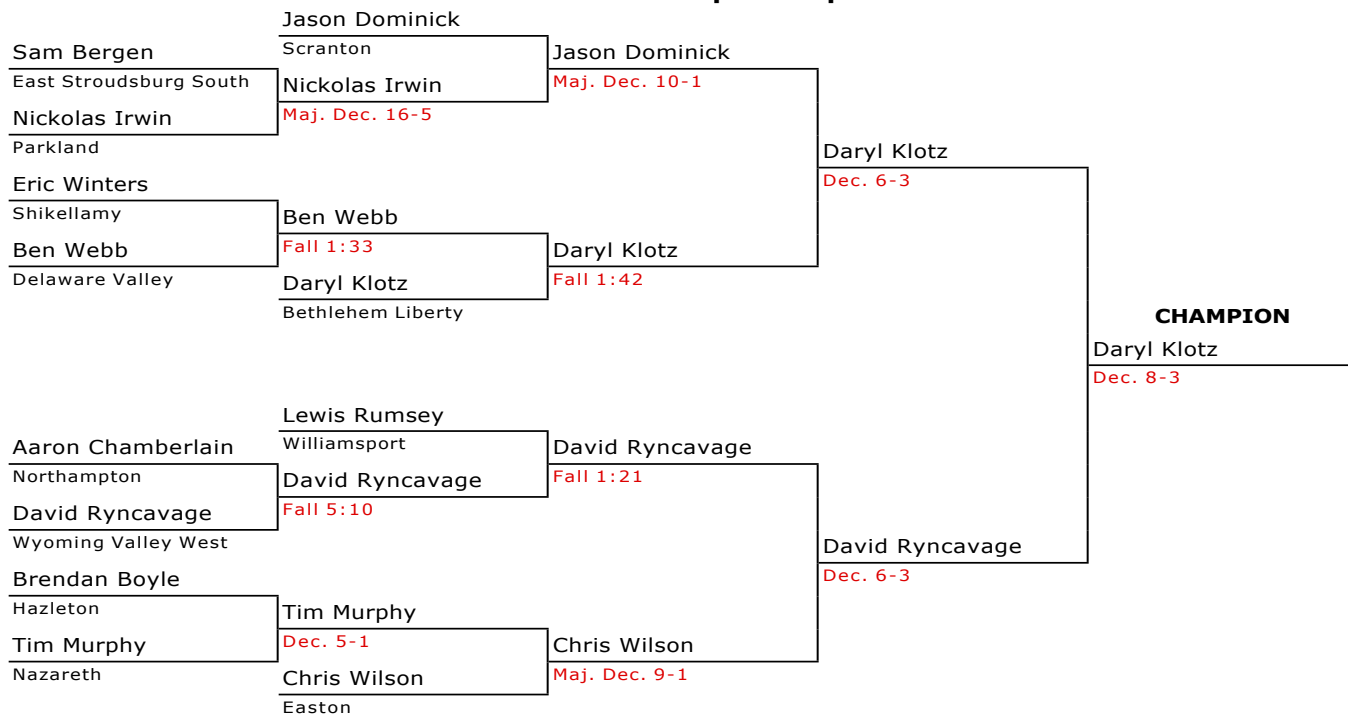 Jason Dominick
Scranton
Sam Bergen
East Stroudsburg South
Nickolas Irwin
Maj. Dec. 16-5
Nickolas Irwin
Parkland
Jason Dominick
Maj. Dec. 10-1
Eric Winters
Shikellamy
Ben Webb
Fall 1:33
Ben Webb
Delaware Valley
Daryl Klotz
Bethlehem Liberty
Daryl Klotz
Fall 1:42
Daryl Klotz
Dec. 6-3
CHAMPION
Daryl Klotz
Dec. 8-3
Lewis Rumsey
Williamsport
Aaron Chamberlain
Northampton
David Ryncavage
Fall 5:10
David Ryncavage
Wyoming Valley West
David Ryncavage
Fall 1:21
Brendan Boyle
Hazleton
Tim Murphy
Dec. 5-1
Tim Murphy
Nazareth
Chris Wilson
Easton
Chris Wilson
Maj. Dec. 9-1
David Ryncavage
Dec. 6-3